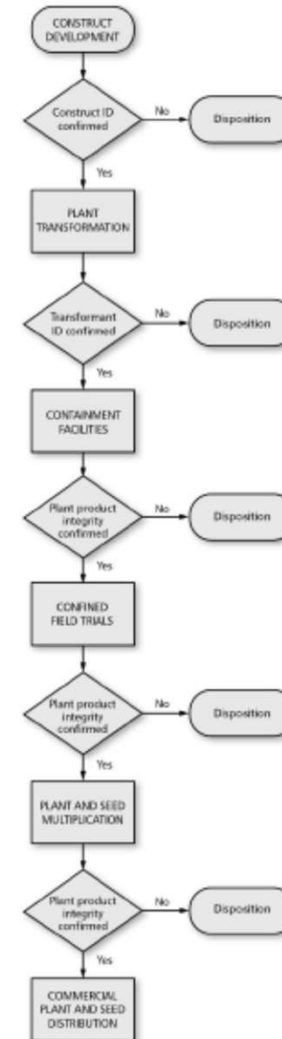 CONSTRUCT
DEVELOPMENT
Construct ID
confirmed
No
Disposition
Yes
PLANT
TRANSFORMATION
Transformant
ID confirmed
No
Disposition
Yes
CONTAINMENT
FACILITIES
Plant product
integrity
confirmed
No
Disposition
Yes
CONFINED
FIELD TRIALS
Plant product
integrity
confirmed
No
Disposition
Yes
PLANT AND SEED
MULTIPLICATION
Plant product
integrity
confirmed
No
Disposition
Yes
COMMERCIAL
PLANT AND SEED
DISTRIBUTION